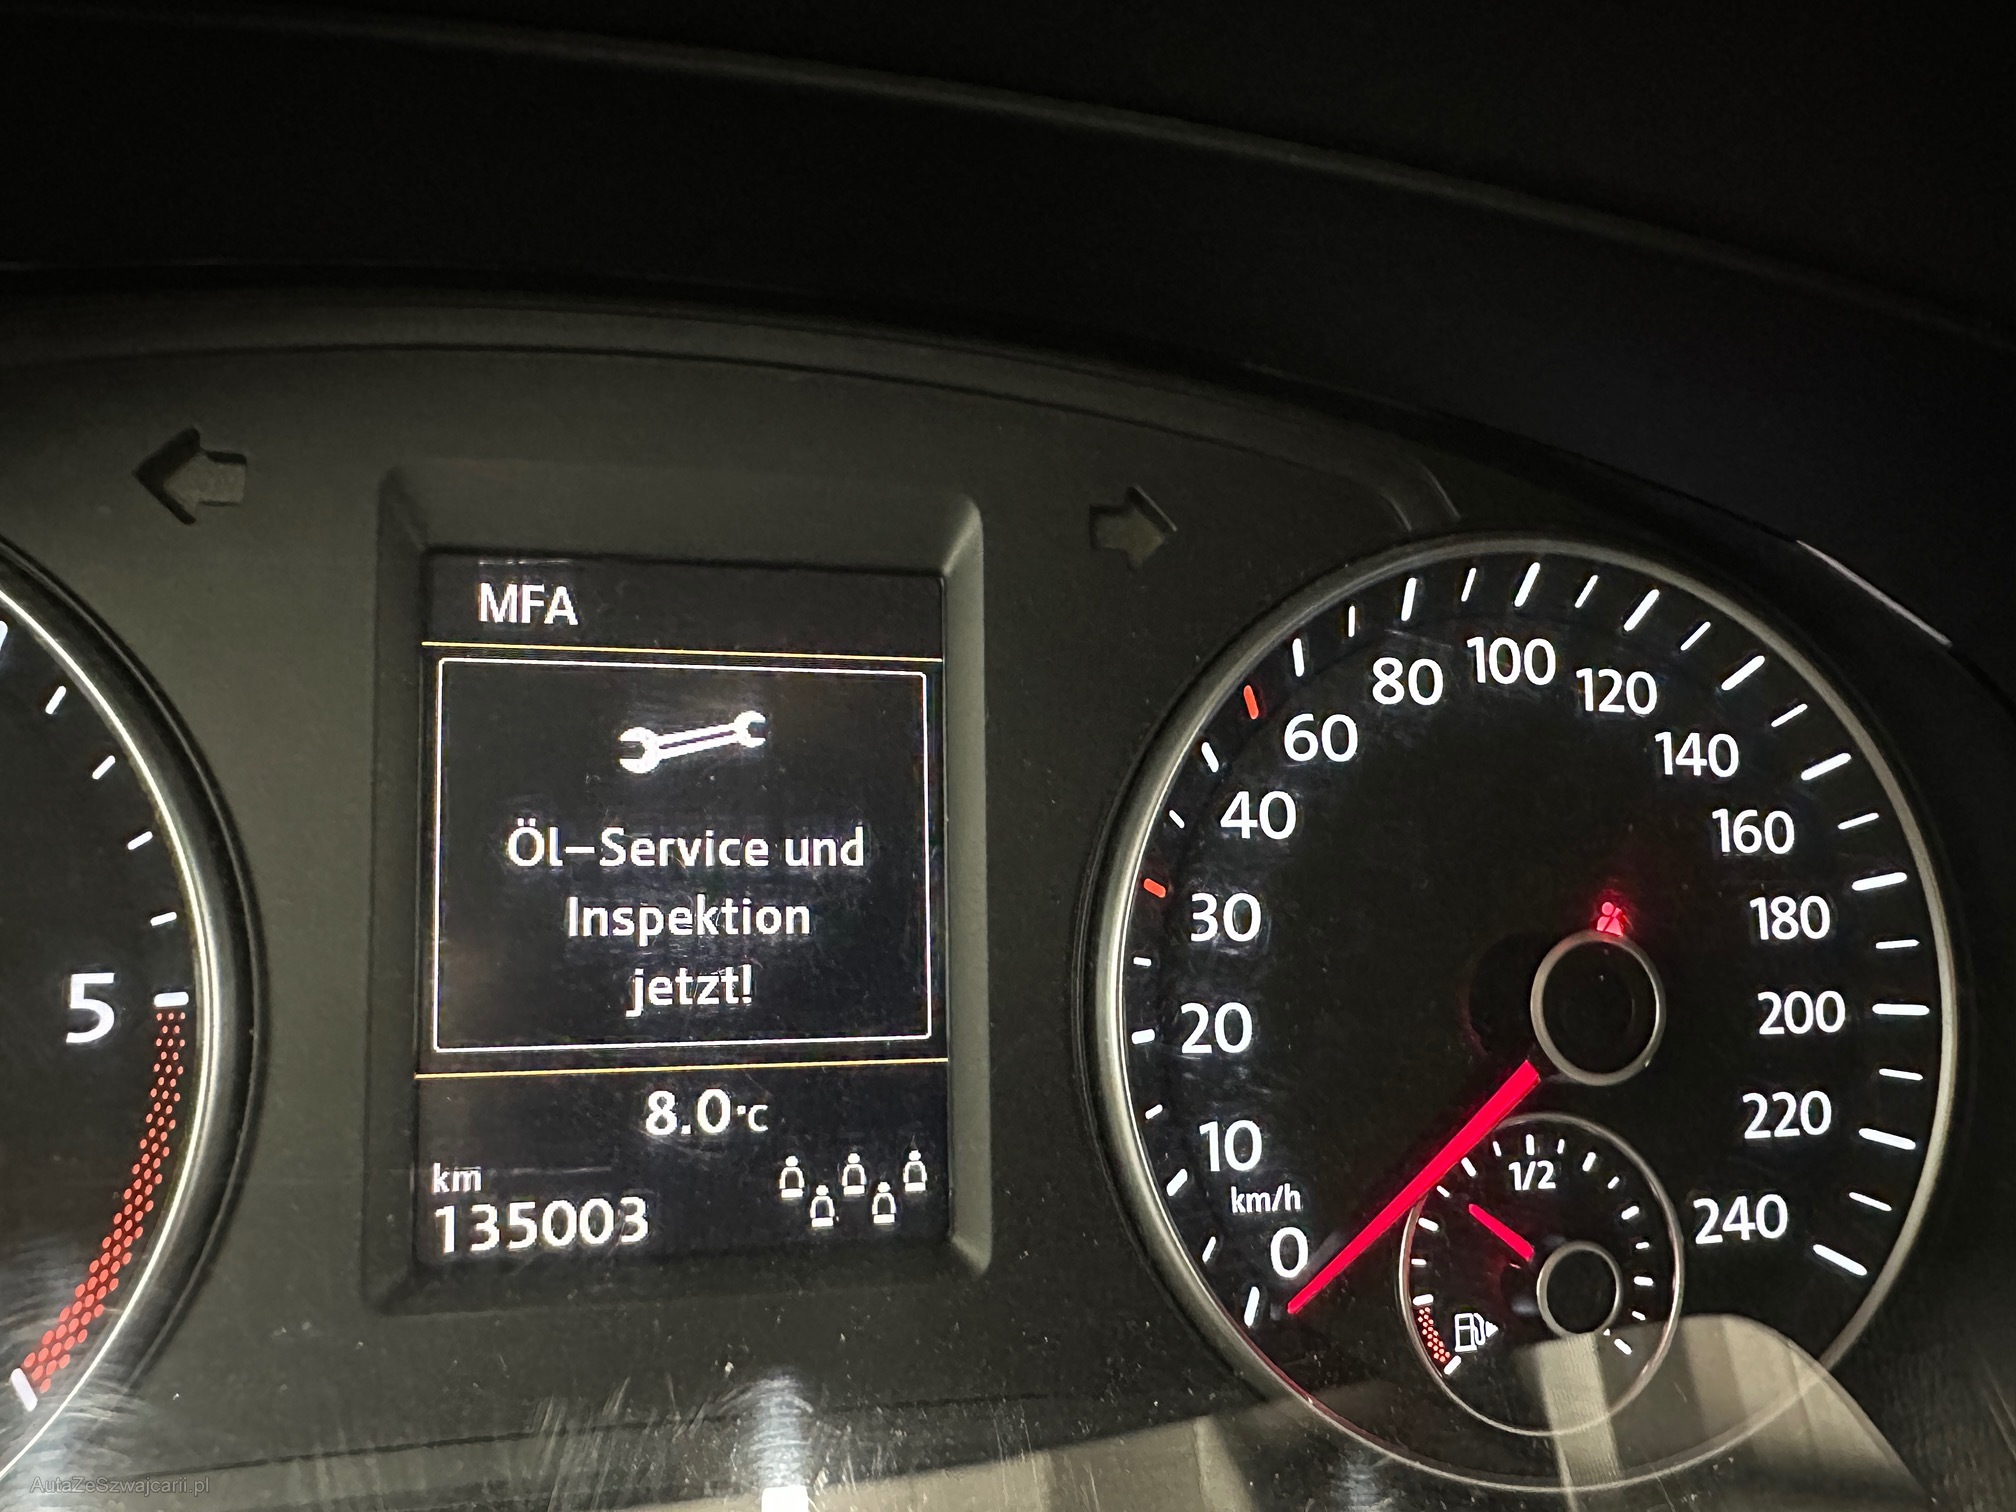 MFA
Öl-Service und
Inspektion
jetzt!
8.0°C
km
135003
5
0
10
20
30
40
60
80
100
120
140
160
180
200
220
240
km/h
1/2
AutaZeSzwajcarii.pl